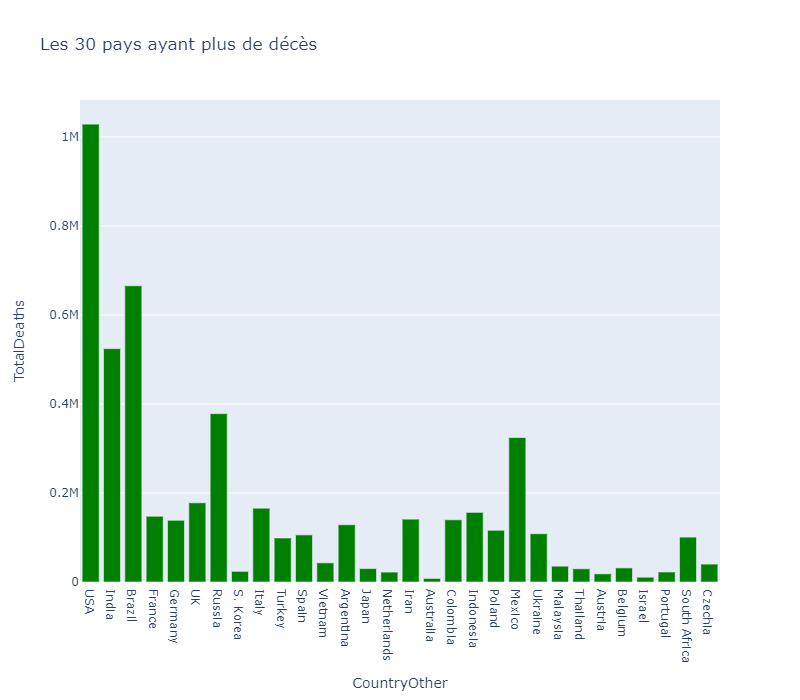 Les 30 pays ayant plus de décès
TotalDeaths
1M
0.8M
0.6M
0.4M
0.2M
0
USA
India
Brazil
France
Germany
UK
Russia
S. Korea
Italy
Turkey
Spain
Vietnam
Argentina
Japan
Netherlands
Iran
Australia
Colombia
Indonesia
Poland
Mexico
Ukraine
Malaysia
Thailand
Austria
Belgium
Israel
Portugal
South Africa
Czechia
CountryOther